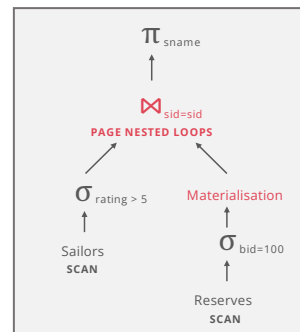 π sname
⋈ sid=sid
PAGE NESTED LOOPS
σ rating > 5
Materialisation
Sailors
SCAN
σ bid=100
Reserves
SCAN